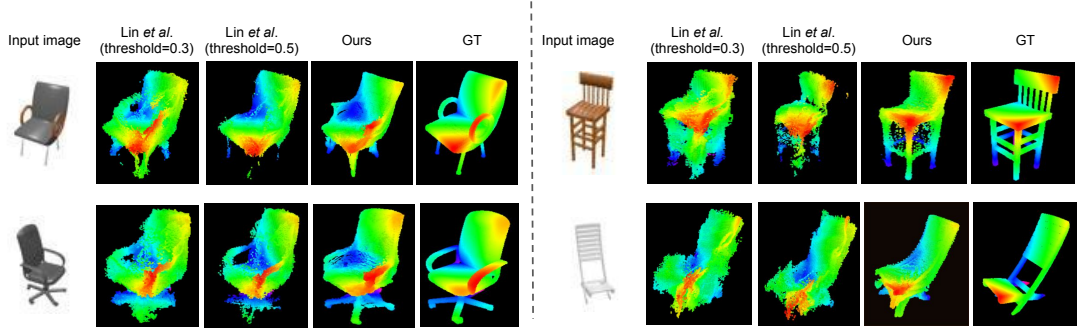 Input image
Lin et al.
(threshold=0.3)
Lin et al.
(threshold=0.5)
Ours
GT
Input image
Lin et al.
(threshold=0.3)
Lin et al.
(threshold=0.5)
Ours
GT